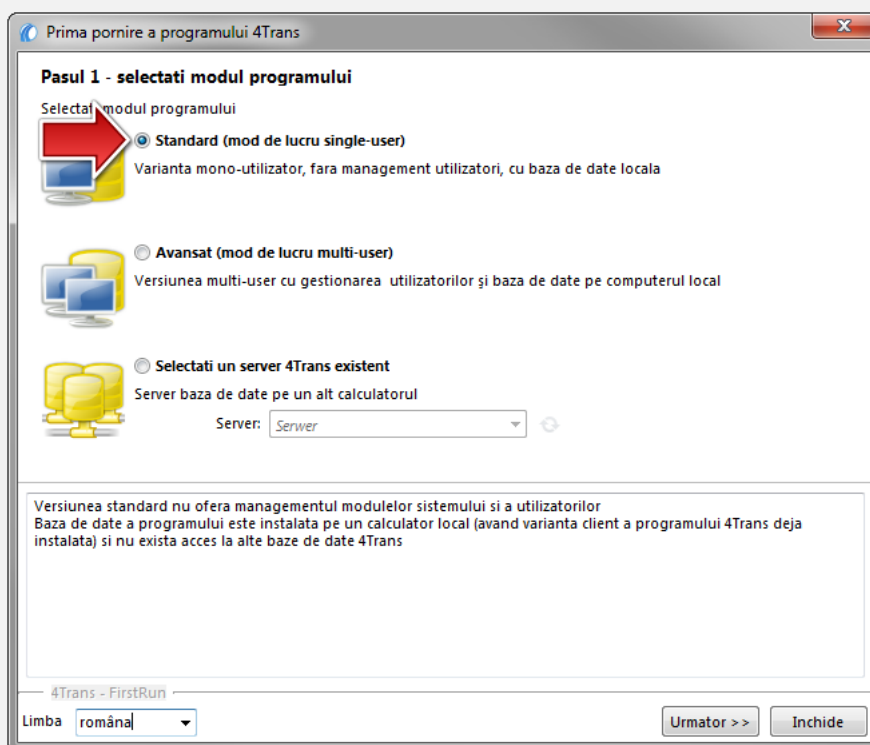 Prima pornire a programului 4Trans
Pasul 1 - selectati modul programului
Selectati modul programului
Standard (mod de lucru single-user)
Varianta mono-utilizator, fara management utilizatori, cu baza de date locala
Avansat (mod de lucru multi-user)
Versiunea multi-user cu gestionarea utilizatorilor şi baza de date pe computerul local
Selectati un server 4Trans existent
Server baza de date pe un alt calculatorul
Server: Serwer
Versiunea standard nu ofera managementul modulelor sistemului si a utilizatorilor
Baza de date a programului este instalata pe un calculator local (avand varianta client a programului 4Trans deja
instalata) si nu exista acces la alte baze de date 4Trans
4Trans - FirstRun
Limba română Urmator >> Inchide